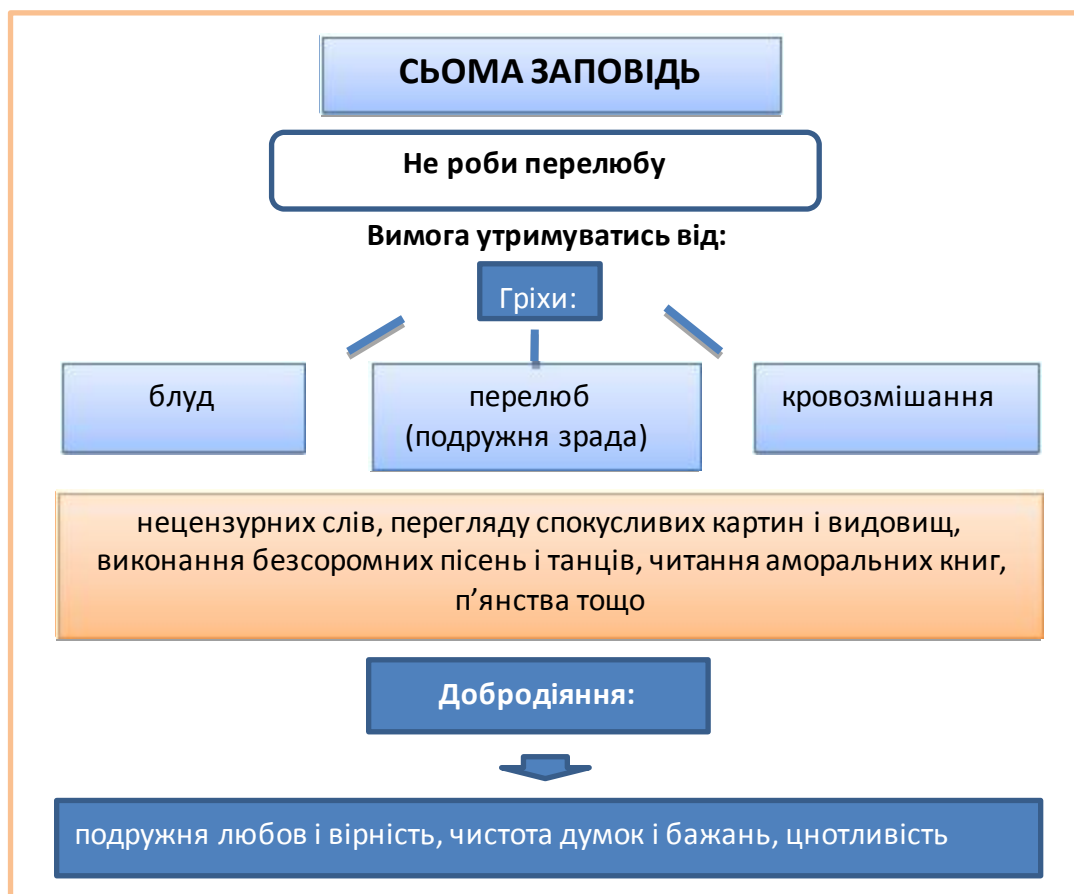 СЬОМА ЗАПОВІДЬ
Не роби перелюбу
Вимога утримуватись від:
Гріхи:
блуд
перелюб
(подружня зрада)
кровозмішання
нецензурних слів, перегляду спокусливих картин і видовищ,
виконання безсоромних пісень і танців, читання аморальних книг,
п’янства тощо
Добродіяння:
подружня любов і вірність, чистота думок і бажань, цнотливість